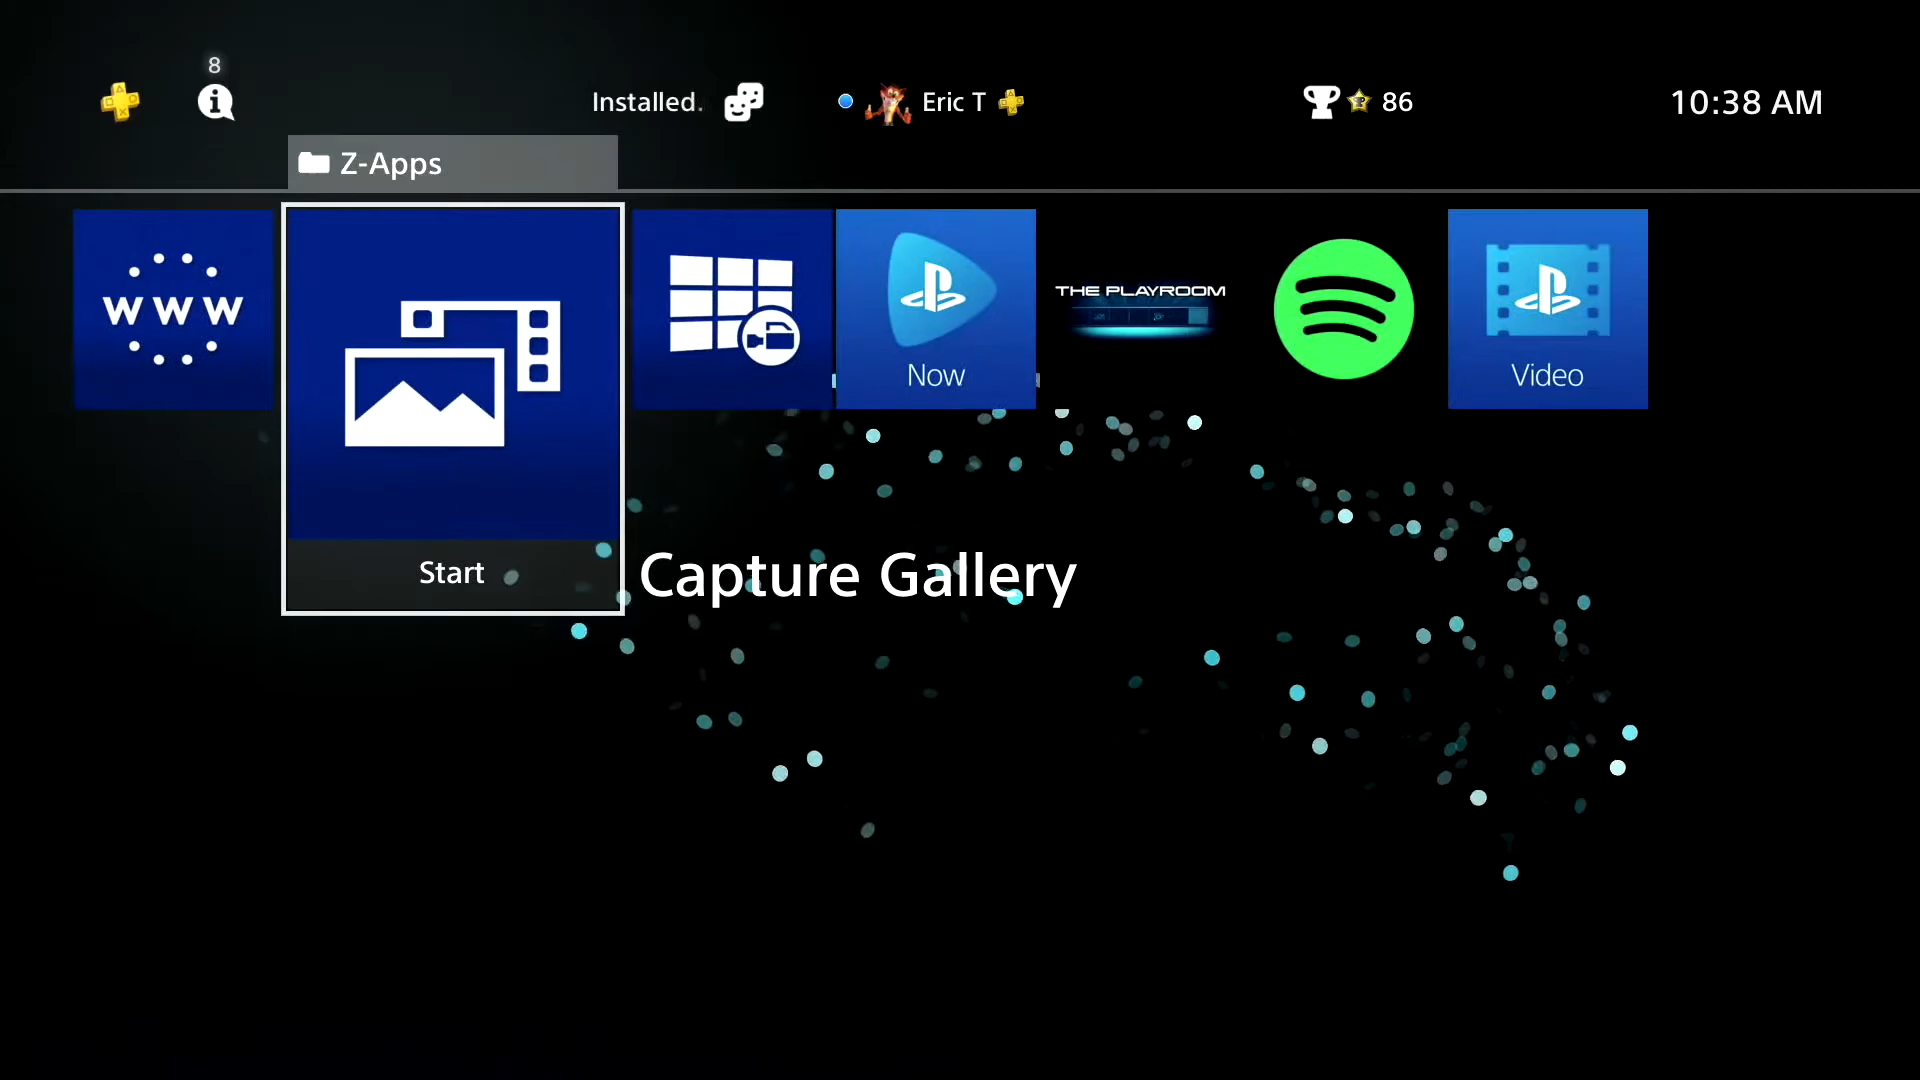 8
Installed.
Eric T
86
10:38 AM
Z-Apps
WWW
Now
THE PLAYROOM
Video
Start
Capture Gallery